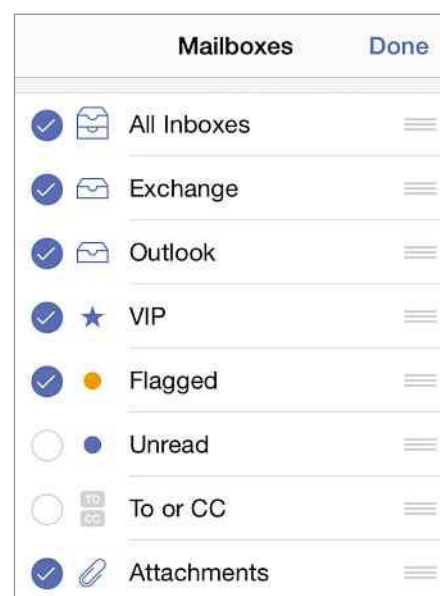 Mailboxes Done
All Inboxes
Exchange
Outlook
VIP
Flagged
Unread
TO
CC
To or CC
Attachments